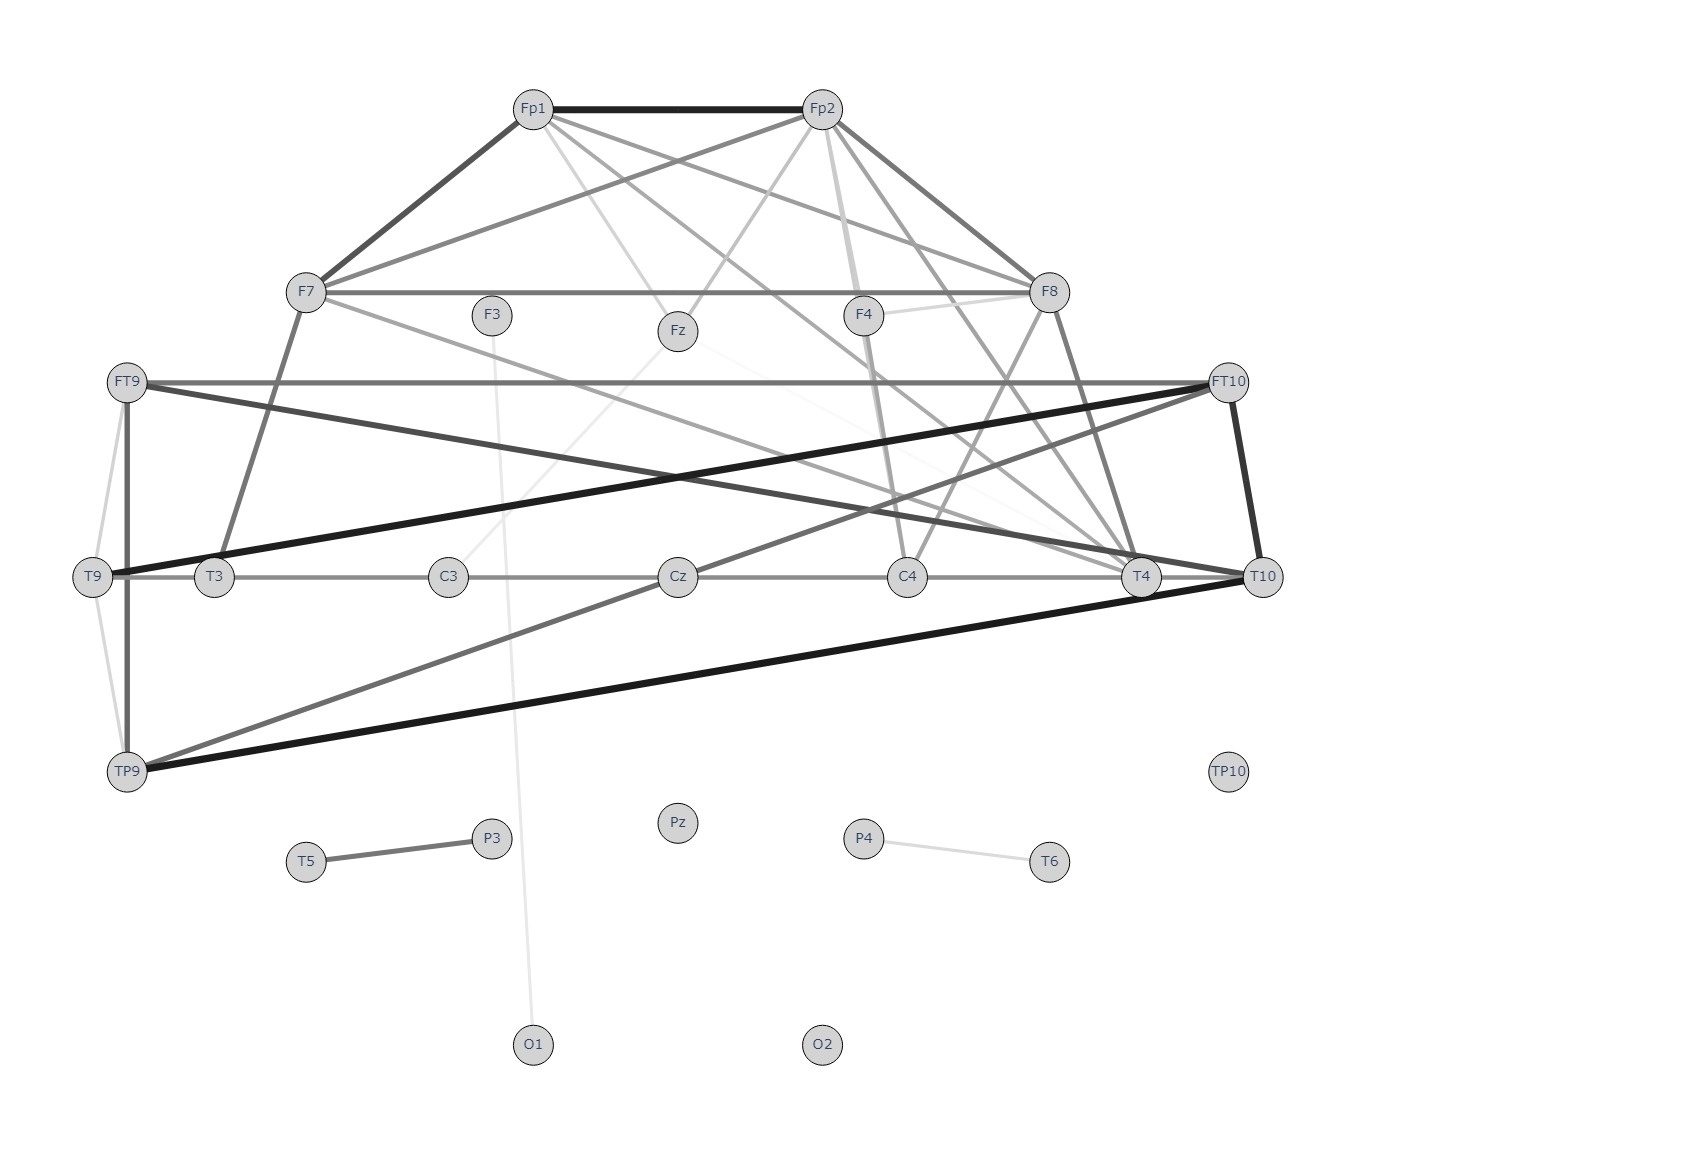 Fp1 Fp2
F7 F8
F3 Fz F4
FT9 FT10
T9 T3 C3 Cz C4 T4 T10
TP9 TP10
Pz
P3 P4
T5 T6
O1 O2